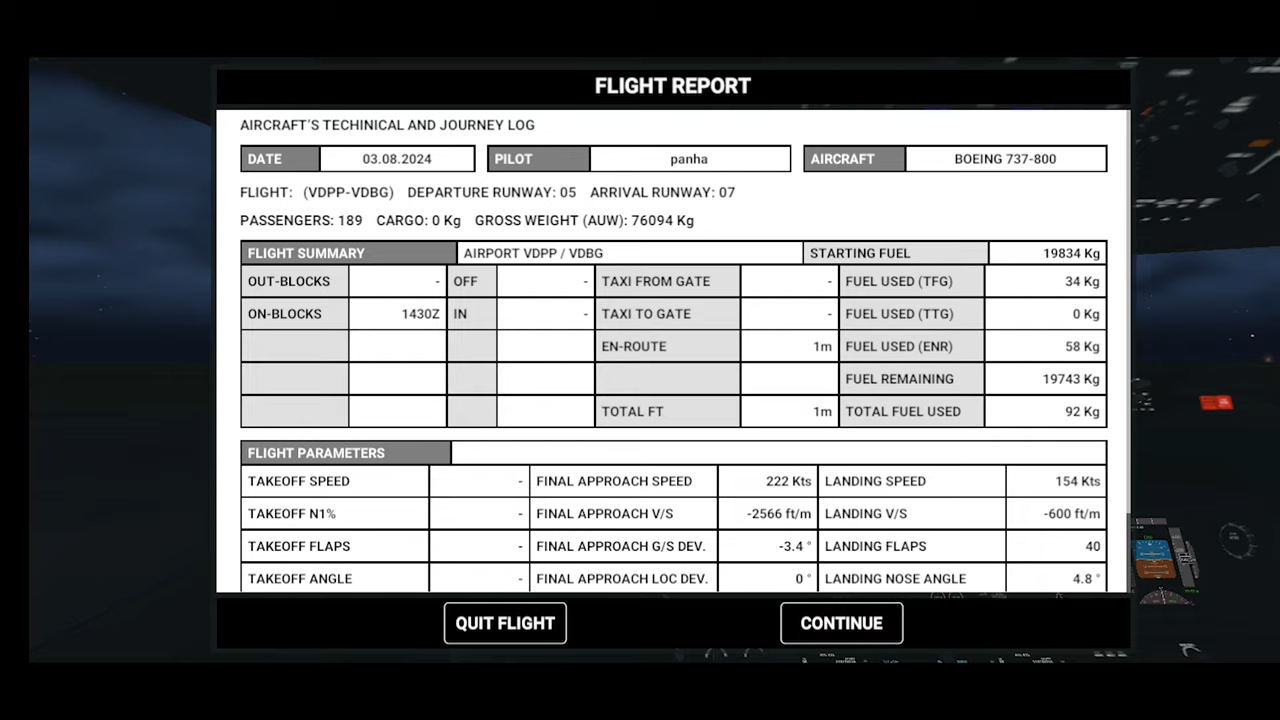 FLIGHT REPORT
AIRCRAFT'S TECHINICAL AND JOURNEY LOG
DATE 03.08.2024 PILOT panha AIRCRAFT BOEING 737-800
FLIGHT: (VDPP-VDBG) DEPARTURE RUNWAY: 05 ARRIVAL RUNWAY: 07
PASSENGERS: 189 CARGO: 0 Kg GROSS WEIGHT (AUW): 76094 Kg
FLIGHT SUMMARY AIRPORT VDPP / VDBG STARTING FUEL 19834 Kg
OUT-BLOCKS - OFF - TAXI FROM GATE - FUEL USED (TFG) 34 Kg
ON-BLOCKS 1430Z IN - TAXI TO GATE - FUEL USED (TTG) 0 Kg
EN-ROUTE 1m FUEL USED (ENR) 58 Kg
FUEL REMAINING 19743 Kg
TOTAL FT 1m TOTAL FUEL USED 92 Kg
FLIGHT PARAMETERS
TAKEOFF SPEED - FINAL APPROACH SPEED 222 Kts LANDING SPEED 154 Kts
TAKEOFF N1% - FINAL APPROACH V/S -2566 ft/m LANDING V/S -600 ft/m
TAKEOFF FLAPS - FINAL APPROACH G/S DEV. -3.4 ° LANDING FLAPS 40
TAKEOFF ANGLE - FINAL APPROACH LOC DEV. 0 ° LANDING NOSE ANGLE 4.8 °
QUIT FLIGHT CONTINUE